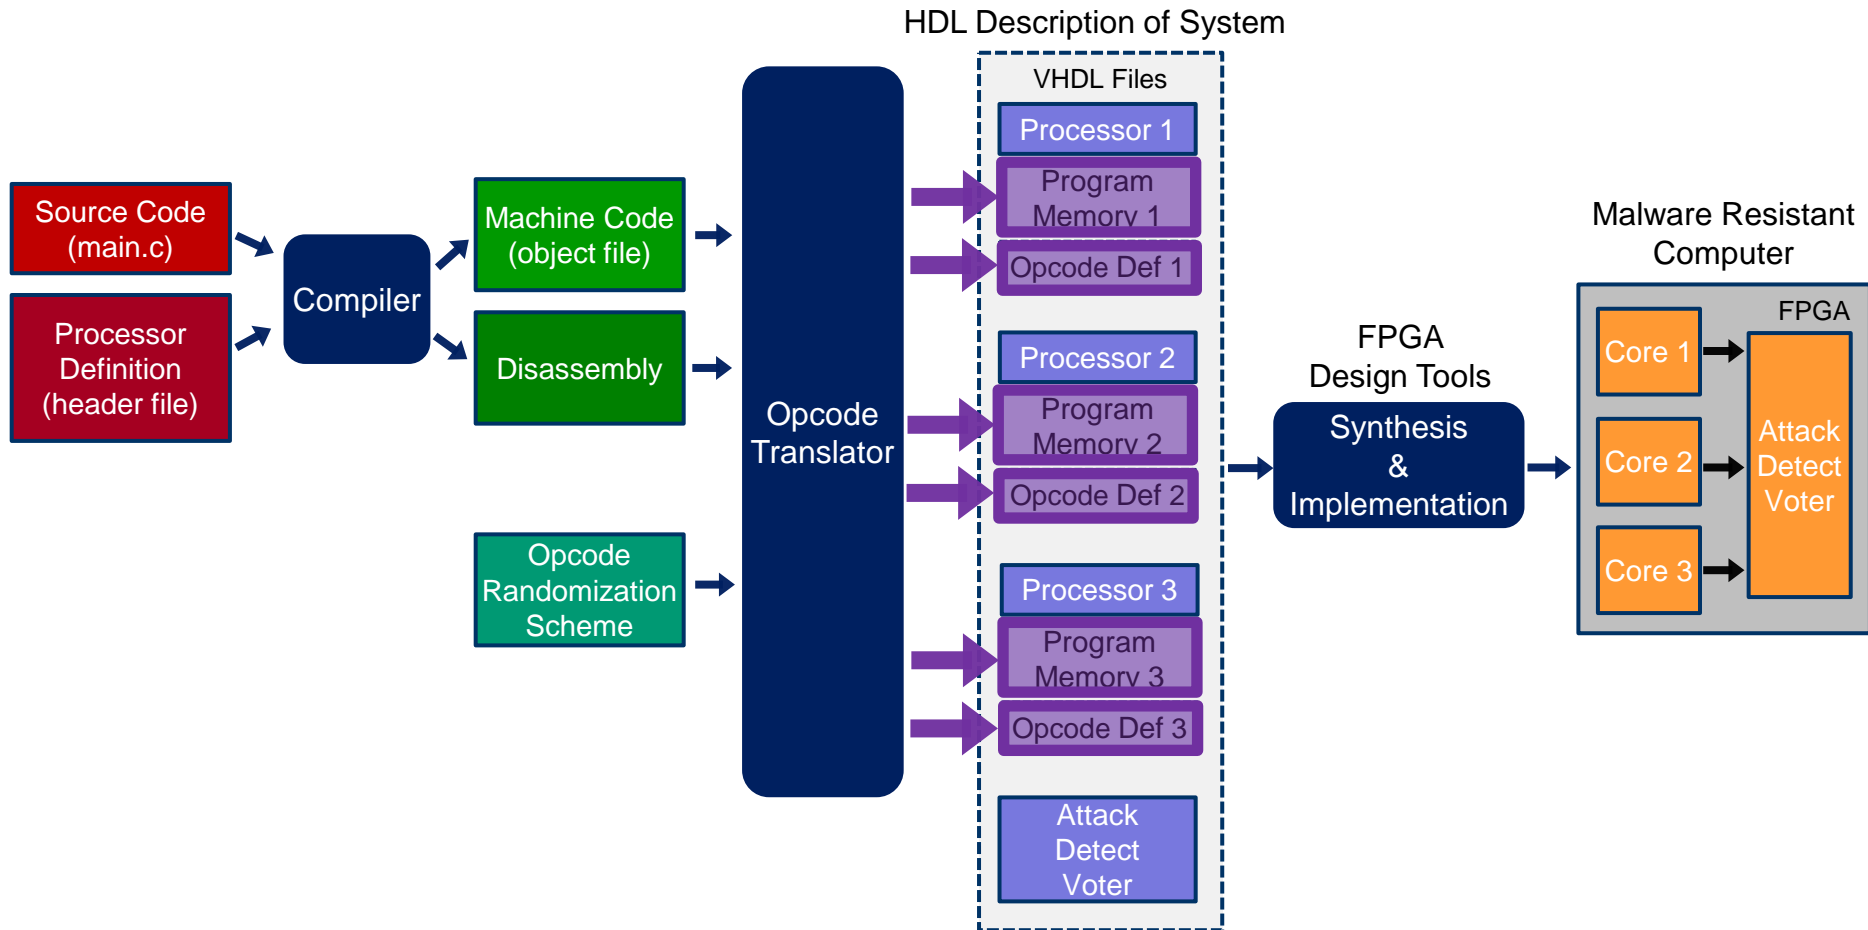 HDL Description of System
VHDL Files
Source Code
(main.c)
Processor
Definition
(header file)
Compiler
Machine Code
(object file)
Disassembly
Opcode
Randomization
Scheme
Opcode
Translator
Processor 1
Program
Memory 1
Opcode Def 1
Processor 2
Program
Memory 2
Opcode Def 2
Processor 3
Program
Memory 3
Opcode Def 3
Attack
Detect
Voter
FPGA
Design Tools
Synthesis
&
Implementation
Malware Resistant
Computer
FPGA
Core 1
Core 2
Core 3
Attack
Detect
Voter